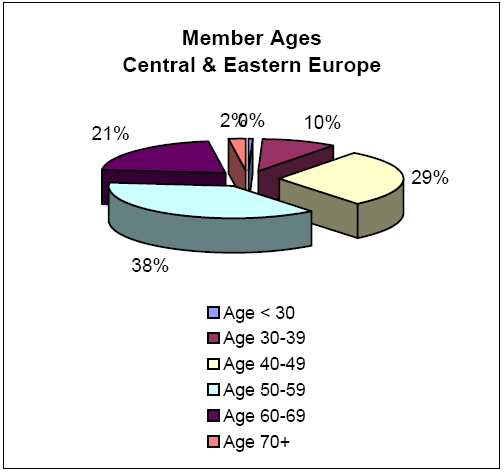 Member Ages
Central & Eastern Europe
2%
0%
10%
21%
29%
38%
Age < 30
Age 30-39
Age 40-49
Age 50-59
Age 60-69
Age 70+